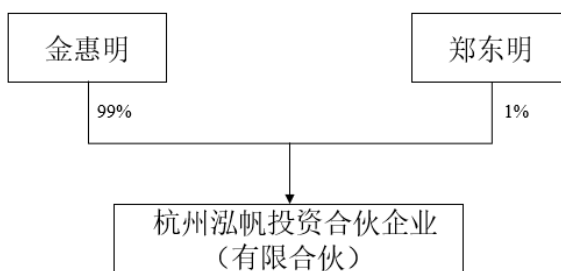 金惠明
郑东明
99%
1%
杭州泓帆投资合伙企业
（有限合伙）